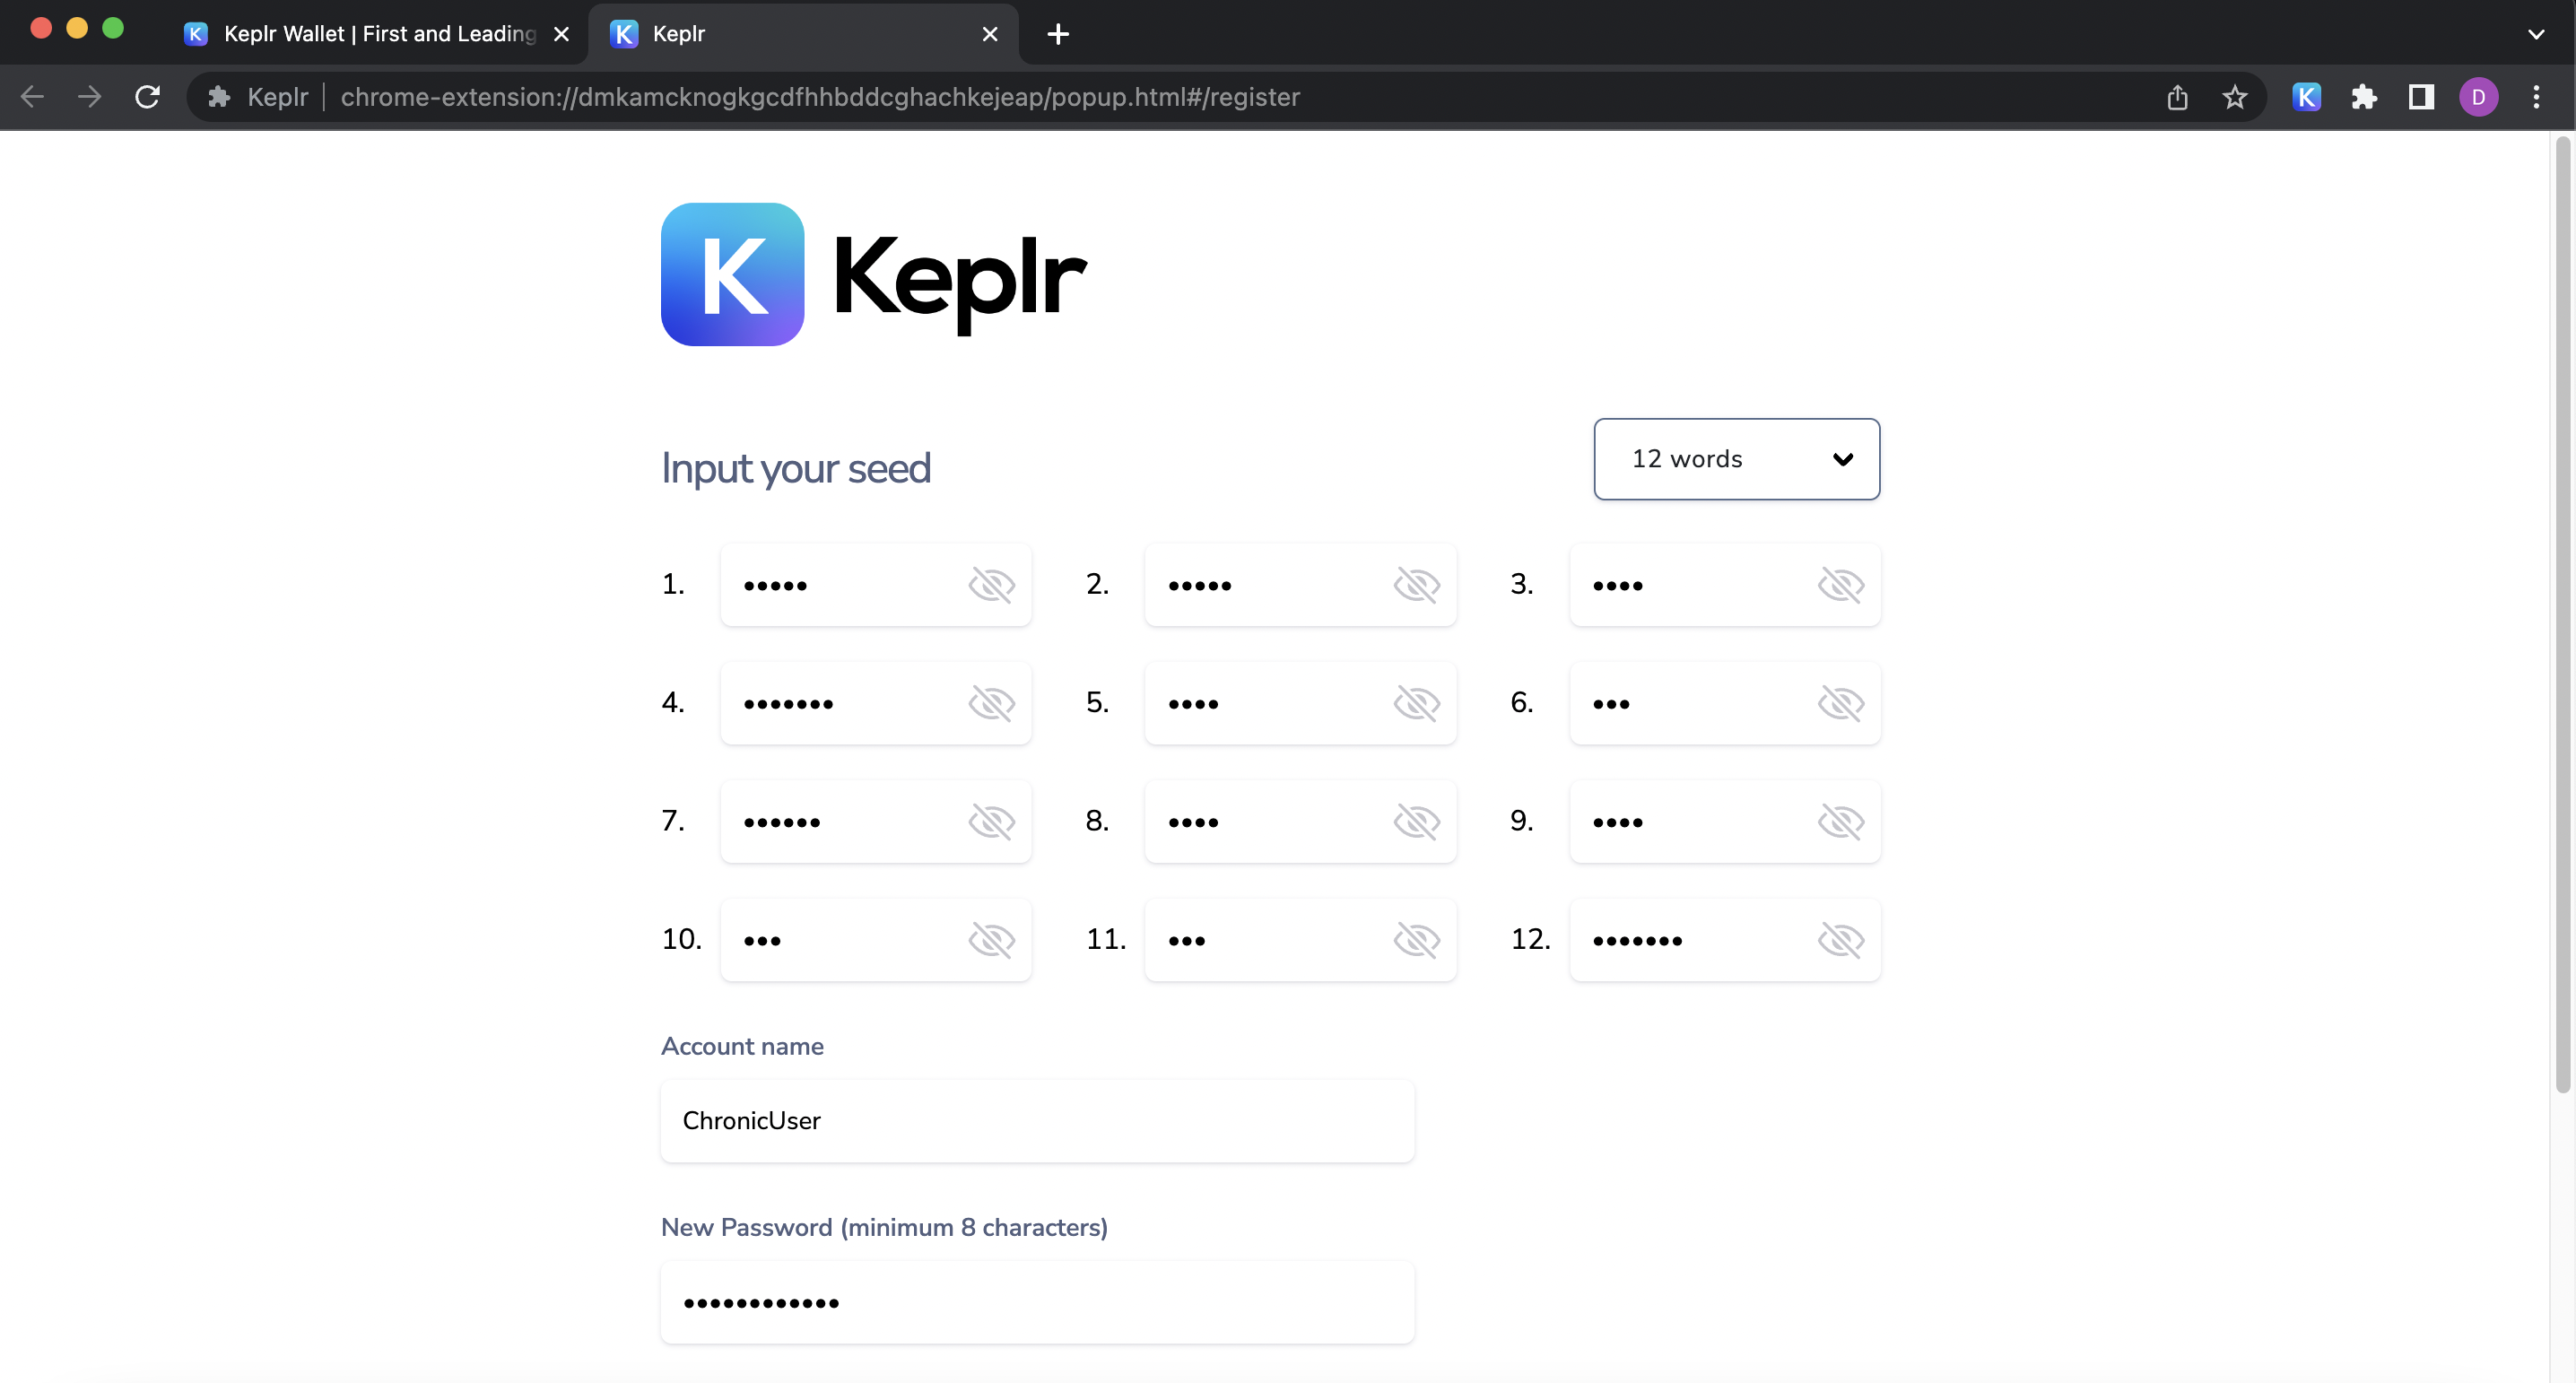 Keplr Wallet | First and Leading
Keplr
Keplr
chrome-extension://dmkamcknogkgcdfhhbddcghachkejeap/popup.html#/register
K
D
K Keplr
Input your seed
12 words
1. ••••• 2. ••••• 3. ••••
4. ••••••• 5. •••• 6. •••
7. •••••• 8. •••• 9. ••••
10. ••• 11. ••• 12. •••••••
Account name
ChronicUser
New Password (minimum 8 characters)
••••••••••••